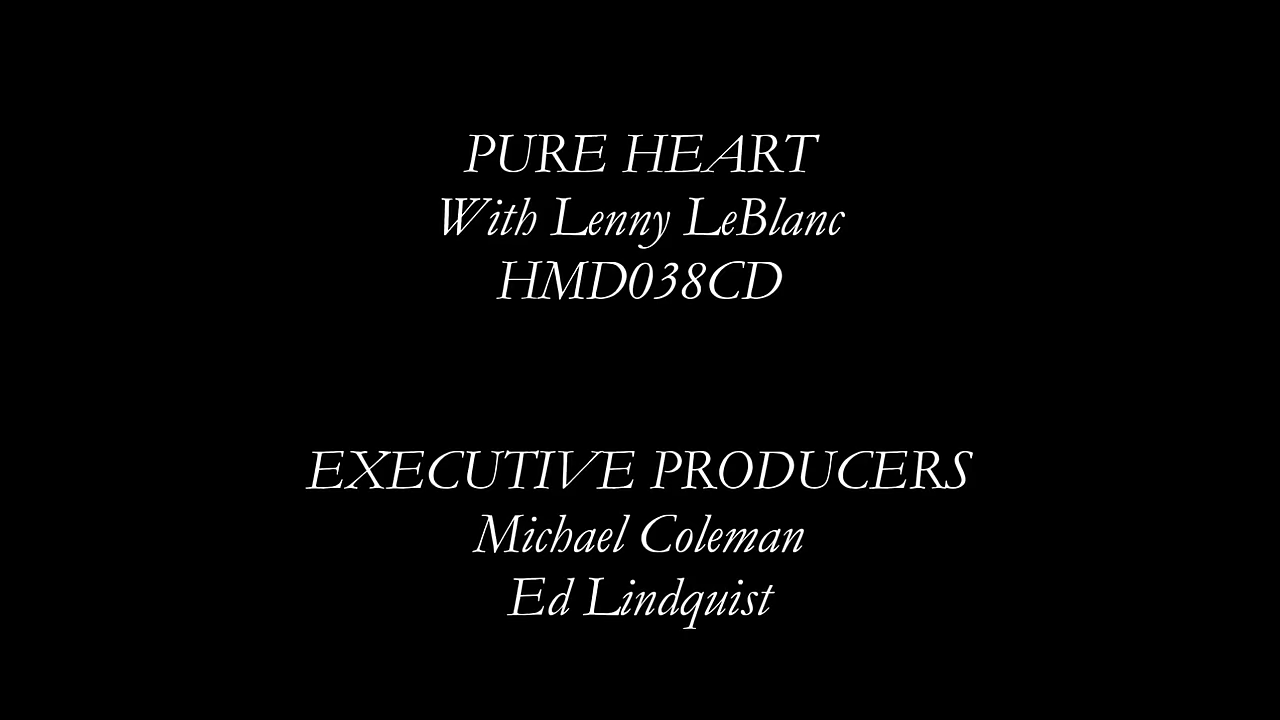 PURE HEART
With Lenny LeBlanc
HMD038CD
EXECUTIVE PRODUCERS
Michael Coleman
Ed Lindquist